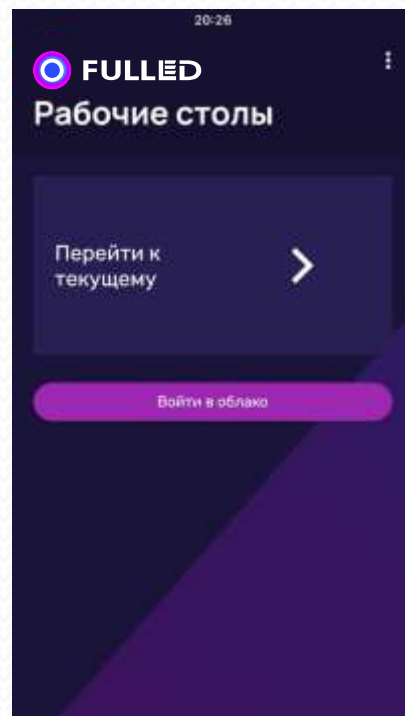 20:26
FULLED
Рабочие столы
Перейти к
текущему
Войти в облако